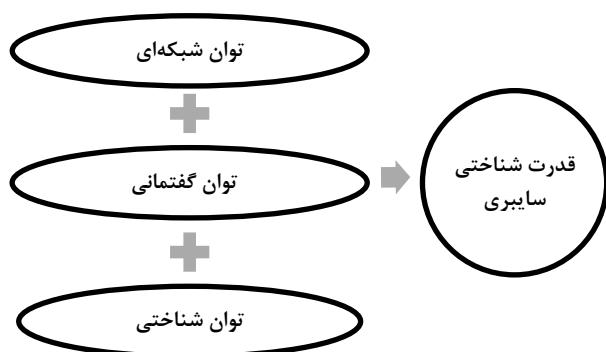 توان شبکه‌ای
توان گفتمانی
توان شناختی
قدرت شناختی
سایبری